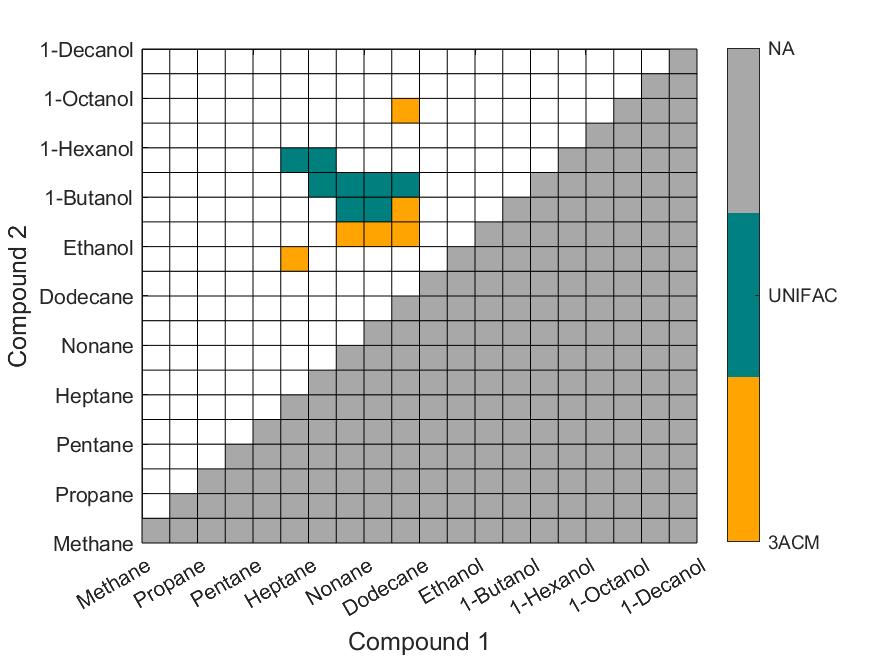 1-Decanol
1-Octanol
1-Hexanol
1-Butanol
Ethanol
Dodecane
Nonane
Heptane
Pentane
Propane
Methane
Compound 2
Methane
Propane
Pentane
Heptane
Nonane
Dodecane
Ethanol
1-Butanol
1-Hexanol
1-Octanol
1-Decanol
Compound 1
NA
UNIFAC
3ACM